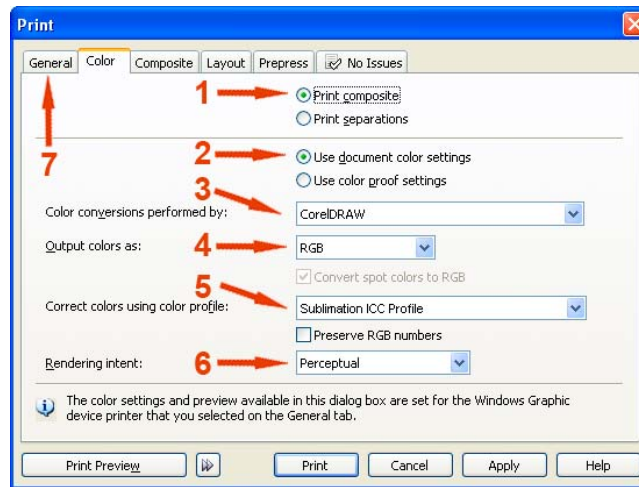 Print
General Color Composite Layout Prepress No Issues
1 Print composite
Print separations
7
2 Use document color settings
Use color proof settings
3
Color conversions performed by: CorelDRAW
Output colors as: 4 RGB
Convert spot colors to RGB
5
Correct colors using color profile: Sublimation ICC Profile
Preserve RGB numbers
Rendering intent: 6 Perceptual
The color settings and preview available in this dialog box are set for the Windows Graphic
device printer that you selected on the General tab.
Print Preview Print Cancel Apply Help